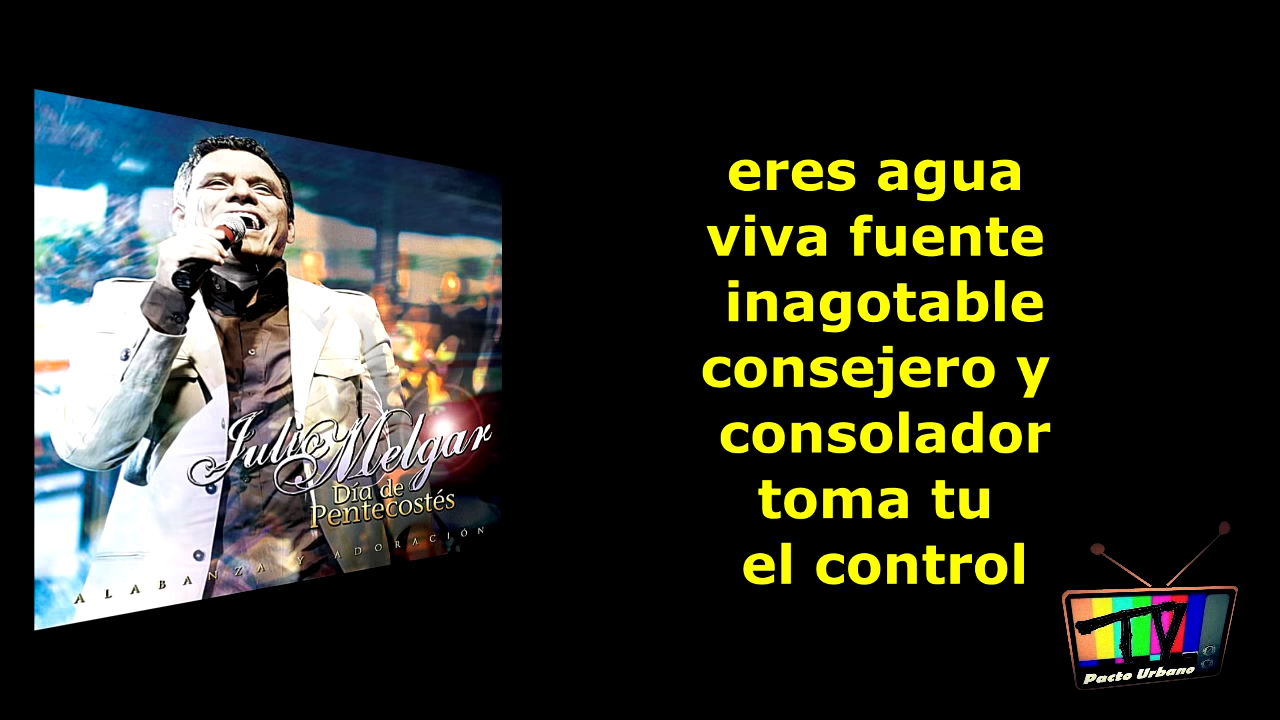 Julio Melgar
Día de
Pentecostés
ALABANZA Y ADORACIÓN
eres agua
viva fuente
inagotable
consejero y
consolador
toma tu
el control
TV
Pacto Urbano